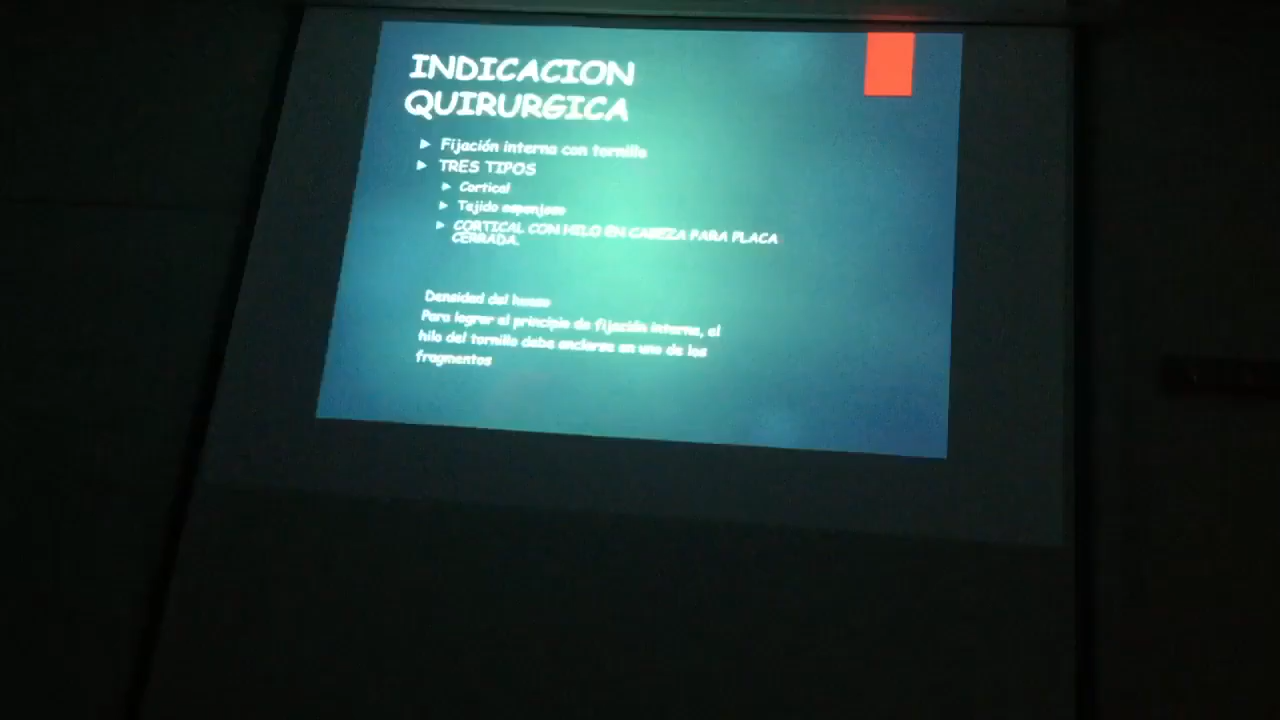 INDICACION
QUIRURGICA
Fijación interna con tornillo
TRES TIPOS
Cortical
Tejido esponjoso
CORTICAL CON HILO EN CABEZA PARA PLACA
CERRADA.
Densidad del hueso
Para lograr el principio de fijación interna, el
hilo del tornillo debe anclarse en uno de los
fragmentos